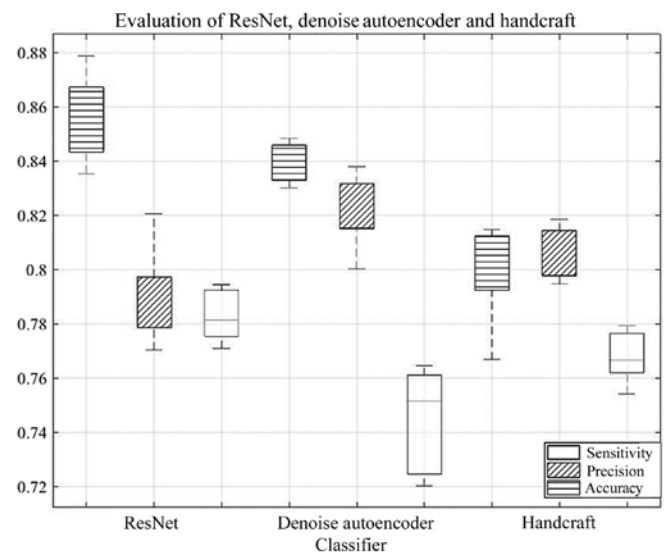 Evaluation of ResNet, denoise autoencoder and handcraft
0.88
0.86
0.84
0.82
0.8
0.78
0.76
0.74
0.72
Sensitivity
Precision
Accuracy
ResNet Denoise autoencoder Handcraft
Classifier